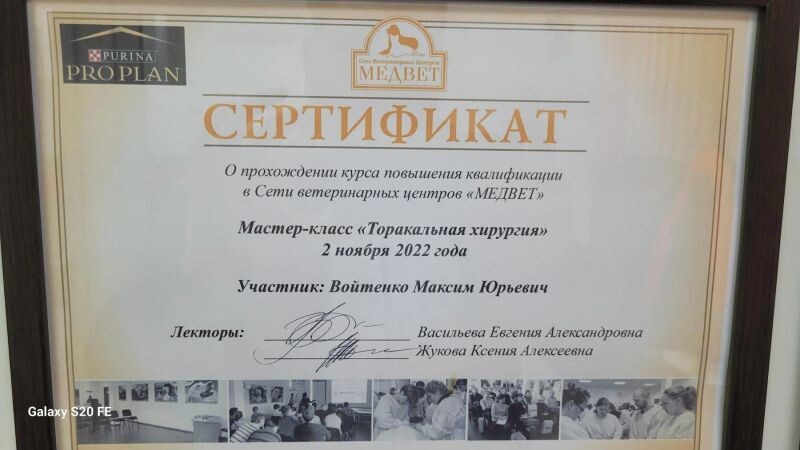 PURINA
PRO PLAN
Сеть Ветеринарных Центров
МЕДВЕТ
СЕРТИФИКАТ
О прохождении курса повышения квалификации
в Сети ветеринарных центров «МЕДВЕТ»
Мастер-класс «Торакальная хирургия»
2 ноября 2022 года
Участник: Войтенко Максим Юрьевич
Лекторы:
Васильева Евгения Александровна
Жукова Ксения Алексеевна
Galaxy S20 FE